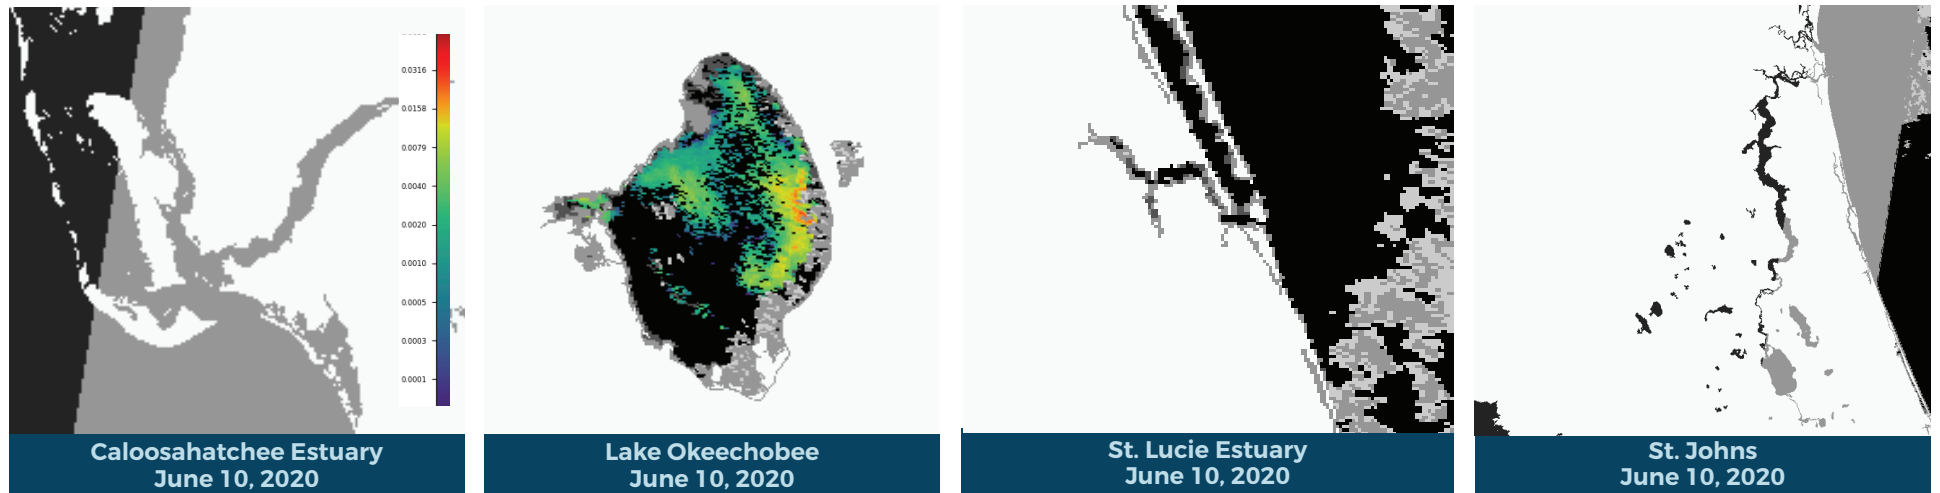 0.0316
0.0158
0.0079
0.0040
0.0020
0.0010
0.0005
0.0003
0.0001
Caloosahatchee Estuary
June 10, 2020
Lake Okeechobee
June 10, 2020
St. Lucie Estuary
June 10, 2020
St. Johns
June 10, 2020